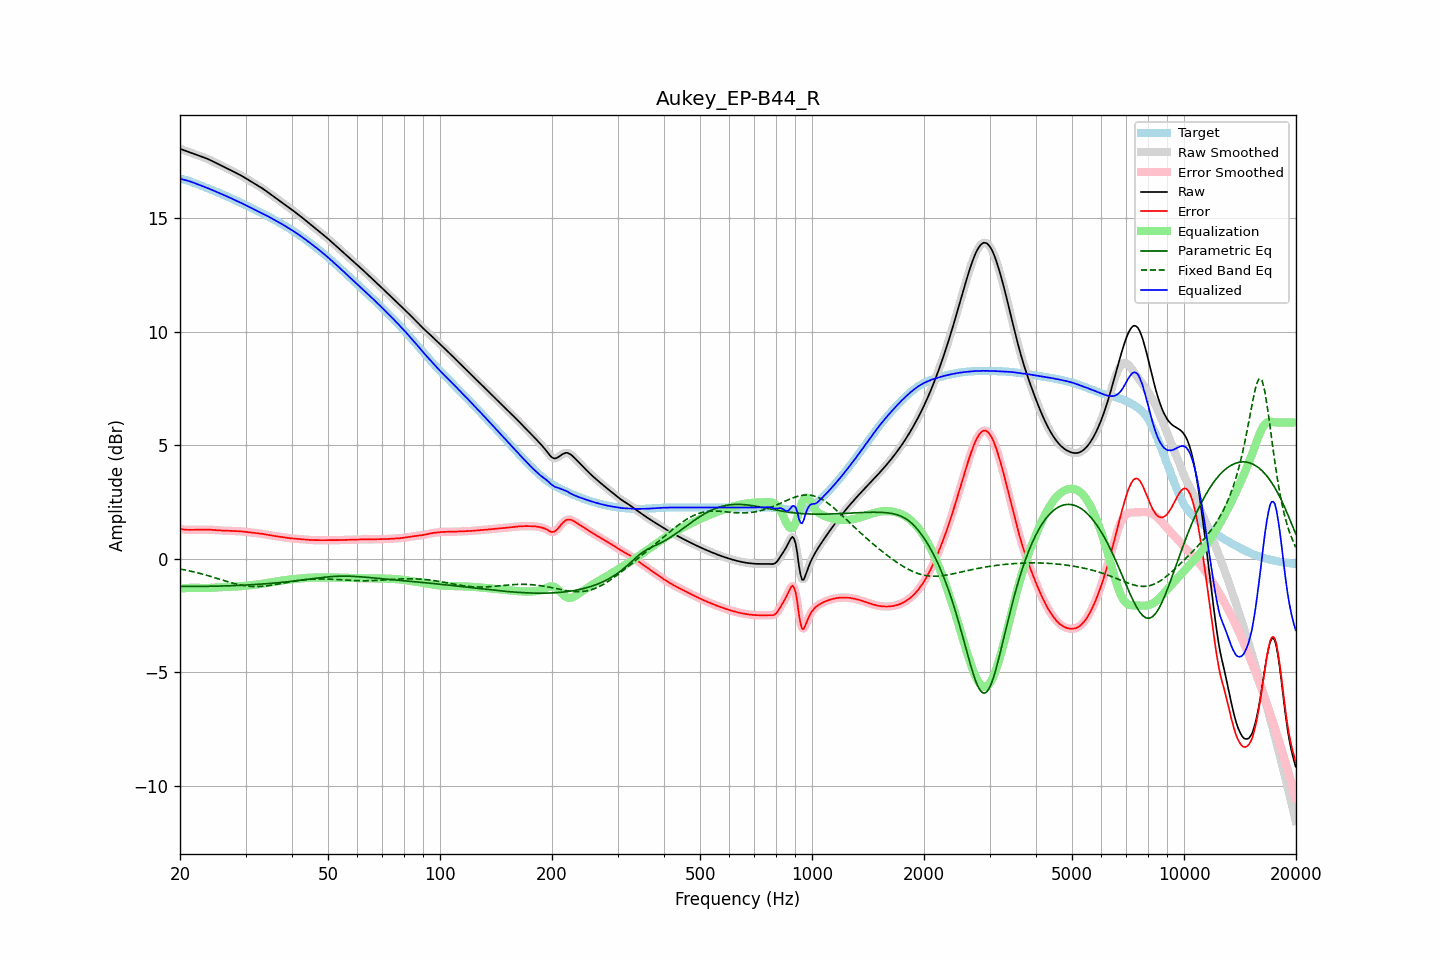 Aukey_EP-B44_R
Amplitude (dBr)
15
10
5
0
−5
−10
Target
Raw Smoothed
Error Smoothed
Raw
Error
Equalization
Parametric Eq
Fixed Band Eq
Equalized
20 50 100 200 500 1000 2000 5000 10000 20000
Frequency (Hz)